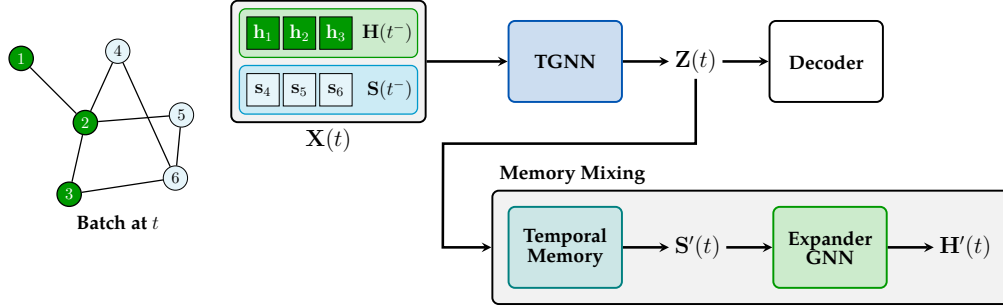 1
4
2
5
3
6
Batch at t
h₁ h₂ h₃ H(t⁻)
s₄ s₅ s₆ S(t⁻)
X(t)
TGNN
Z(t)
Decoder
Memory Mixing
Temporal
Memory
S′(t)
Expander
GNN
H′(t)